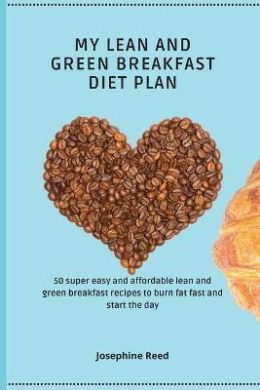 MY LEAN AND
GREEN BREAKFAST
DIET PLAN
50 super easy and affordable lean and
green breakfast recipes to burn fat fast and
start the day
Josephine Reed